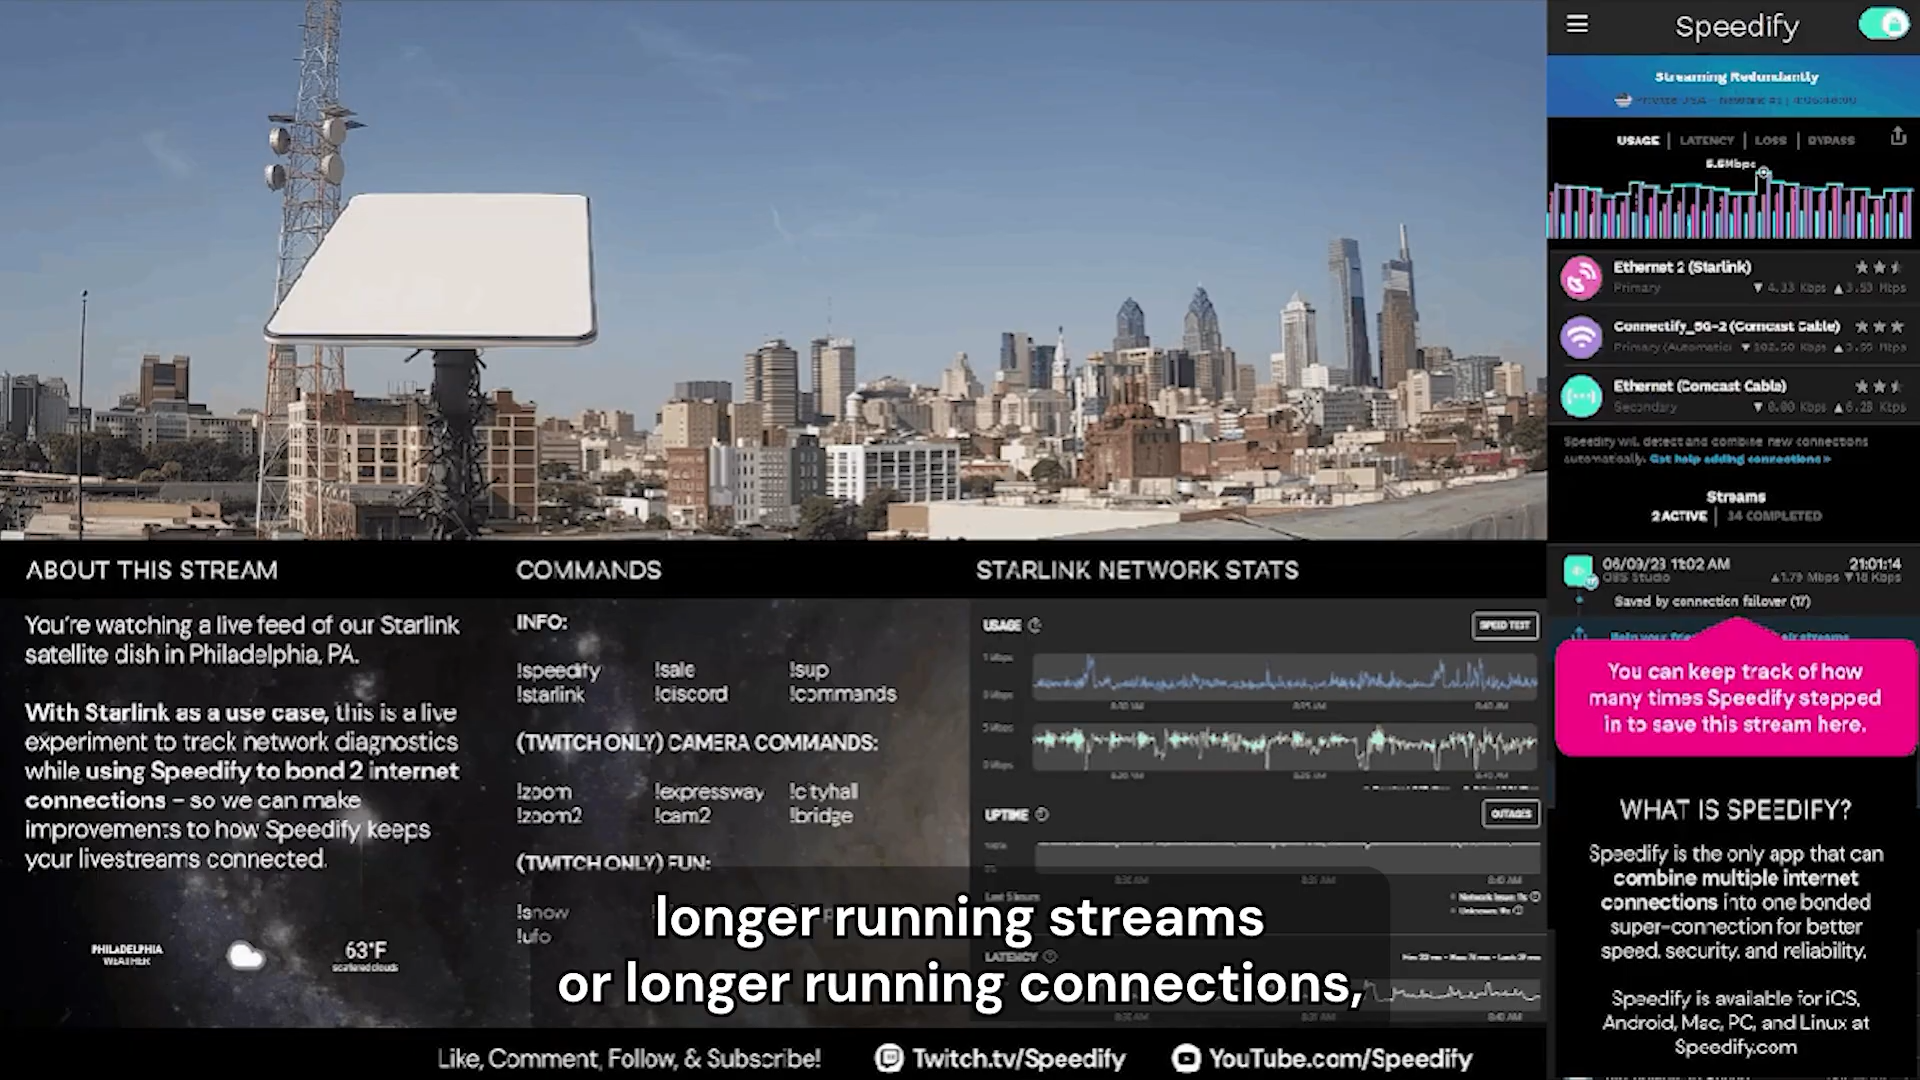 Speedify
Streaming Redundantly
USAGE | LATENCY | LOSS | BYPASS
Ethernet 2 (Starlink)
Primary
Connectify_5G-2 (Comcast Cable)
Primary (Automatic)
Ethernet (Comcast Cable)
Secondary
Speedify will detect and combine new connections
automatically. Get help adding connections »
Streams
2 ACTIVE | 34 COMPLETED
11:02 AM 21:01:14
OBS Studio
Saved by connection failover (17)
You can keep track of how
many times Speedify stepped
in to save this stream here.
WHAT IS SPEEDIFY?
Speedify is the only app that can
combine multiple internet
connections into one bonded
super-connection for better
speed, security, and reliability.
Speedify is available for iOS,
Android, Mac, PC, and Linux at
Speedify.com
ABOUT THIS STREAM
You're watching a live feed of our Starlink
satellite dish in Philadelphia, PA.
With Starlink as a use case, this is a live
experiment to track network diagnostics
while using Speedify to bond 2 internet
connections – so we can make
improvements to how Speedify keeps
your livestreams connected.
PHILADELPHIA
WEATHER
63°F
scattered clouds
COMMANDS
INFO:
!speedify !sale !sup
!starlink !discord !commands
(TWITCH ONLY) CAMERA COMMANDS:
!zoom !expressway !cityhall
!zoom2 !cam2 !bridge
(TWITCH ONLY) FUN:
!snow
!ufo
STARLINK NETWORK STATS
USAGE
SPEED TEST
UPTIME
OUTAGES
LATENCY
longer running streams
or longer running connections,
Like, Comment, Follow, & Subscribe! Twitch.tv/Speedify YouTube.com/Speedify